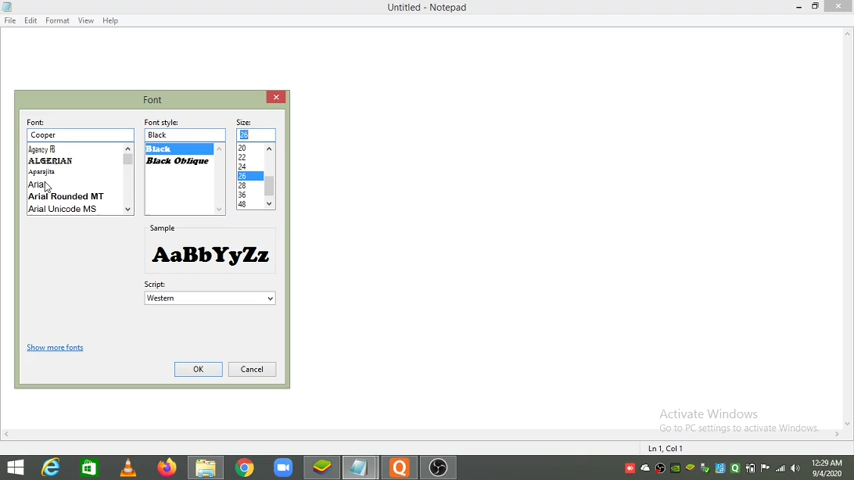 Untitled - Notepad
File Edit Format View Help
Font
Font: Font style: Size:
Cooper Black 26
Agency FB Black 20
ALGERIAN Black Oblique 22
Aparajita 24
Arial 26
Arial Rounded MT 28
Arial Unicode MS 36
48
Sample
AaBbYyZz
Script:
Western
Show more fonts
OK Cancel
Activate Windows
Go to PC settings to activate Windows.
Ln 1, Col 1
12:29 AM
9/4/2020